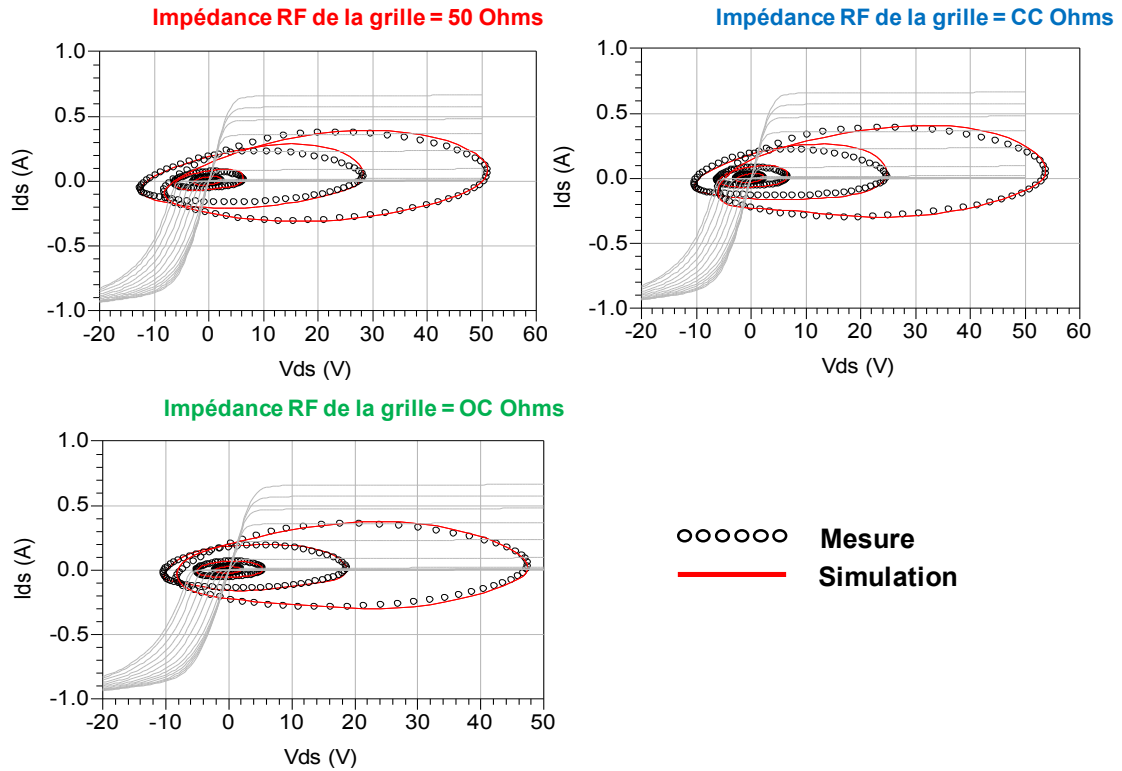 Impédance RF de la grille = 50 Ohms
Impédance RF de la grille = CC Ohms
1.0
0.5
0.0
-0.5
-1.0
Ids (A)
-20 -10 0 10 20 30 40 50 60
Vds (V)
1.0
0.5
0.0
-0.5
-1.0
Ids (A)
-20 -10 0 10 20 30 40 50 60
Vds (V)
Impédance RF de la grille = OC Ohms
1.0
0.5
0.0
-0.5
-1.0
Ids (A)
-20 -10 0 10 20 30 40 50
Vds (V)
Mesure
Simulation